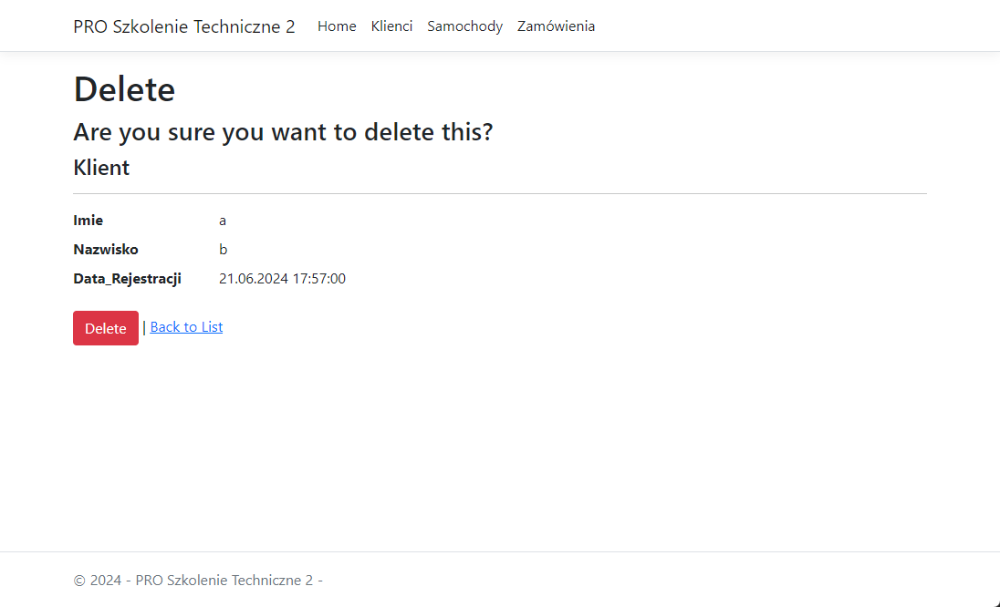 PRO Szkolenie Techniczne 2 Home Klienci Samochody Zamówienia
Delete
Are you sure you want to delete this?
Klient
Imie a
Nazwisko b
Data_Rejestracji 21.06.2024 17:57:00
Delete | Back to List
© 2024 - PRO Szkolenie Techniczne 2 -